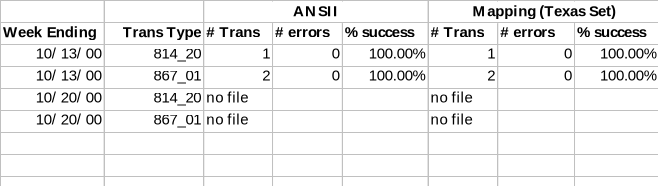 ANSII Mapping (Texas Set)
Week Ending Trans Type # Trans # errors % success # Trans # errors % success
10/ 13/ 00 814_20 1 0 100.00% 1 0 100.00%
10/ 13/ 00 867_01 2 0 100.00% 2 0 100.00%
10/ 20/ 00 814_20 no file no file
10/ 20/ 00 867_01 no file no file